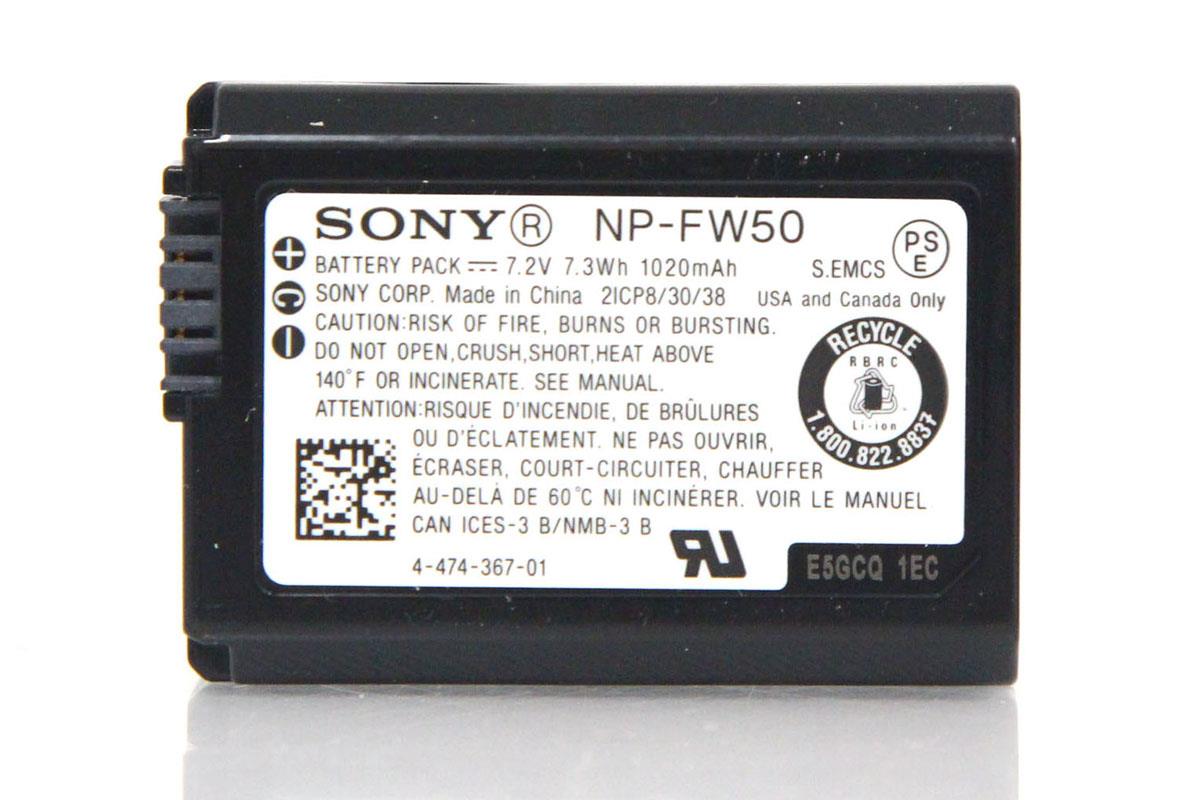 SONY® NP-FW50
+
BATTERY PACK ⎓ 7.2V 7.3Wh 1020mAh
S.EMCS
PS
E
C
SONY CORP. Made in China 2ICP8/30/38 USA and Canada Only
CAUTION:RISK OF FIRE, BURNS OR BURSTING.
–
DO NOT OPEN,CRUSH,SHORT,HEAT ABOVE
140°F OR INCINERATE. SEE MANUAL.
ATTENTION:RISQUE D'INCENDIE, DE BRÛLURES
OU D'ÉCLATEMENT. NE PAS OUVRIR,
ÉCRASER, COURT-CIRCUITER, CHAUFFER
AU-DELÀ DE 60°C NI INCINÉRER. VOIR LE MANUEL
CAN ICES-3 B/NMB-3 B
4-474-367-01
RECYCLE
RBRC
Li-ion
1.800.822.8837
RU
E5GCQ 1EC